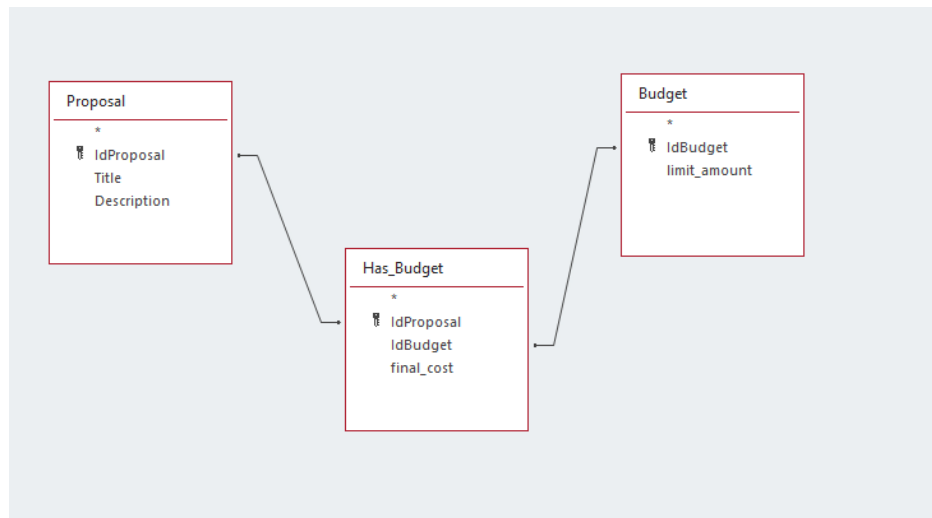 Proposal
*
IdProposal
Title
Description
Has_Budget
*
IdProposal
IdBudget
final_cost
Budget
*
IdBudget
limit_amount